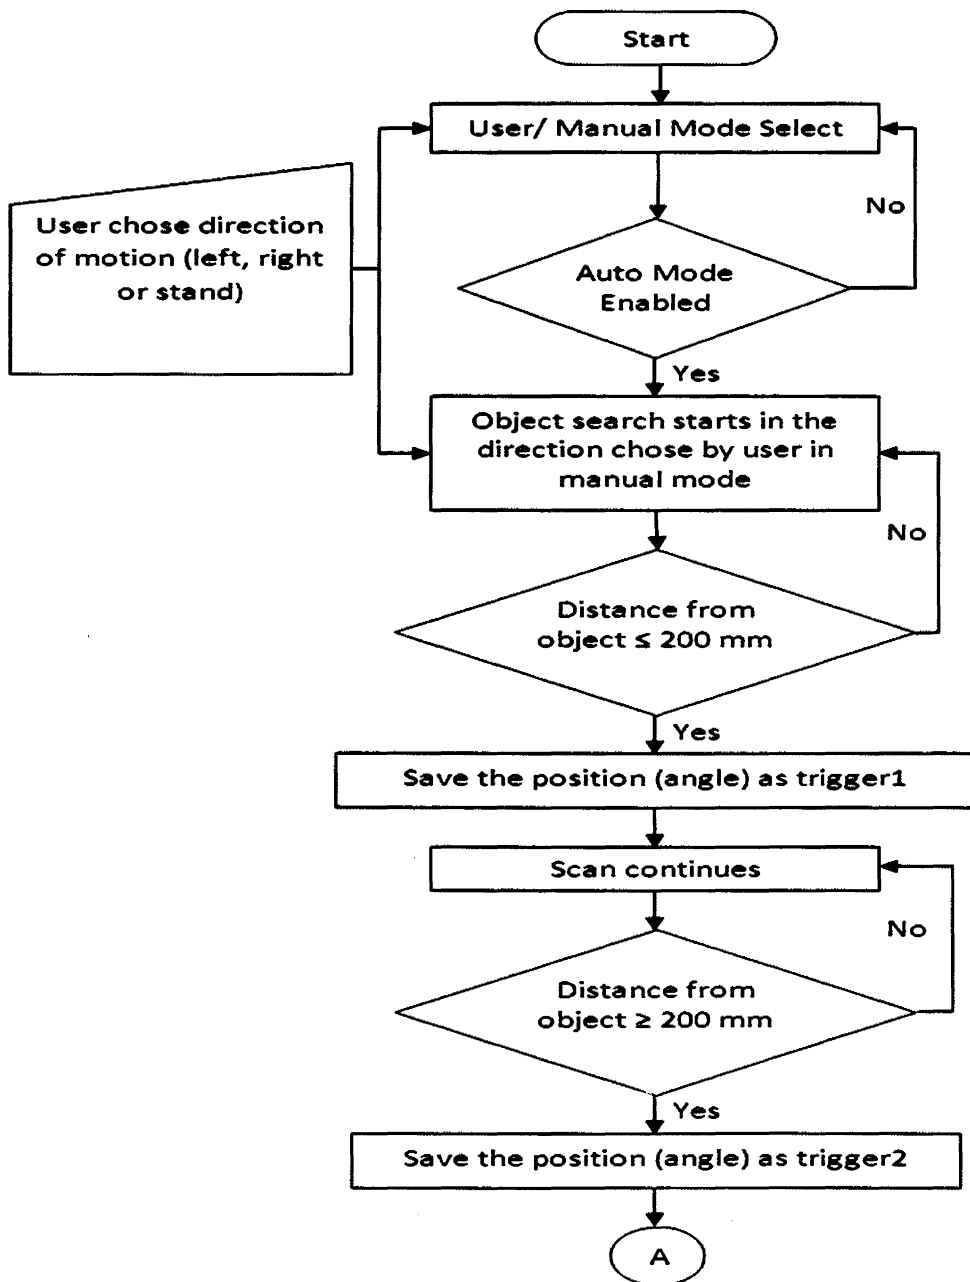 Start
User/ Manual Mode Select
No
User chose direction
of motion (left, right
or stand)
Auto Mode
Enabled
Yes
Object search starts in the
direction chose by user in
manual mode
No
Distance from
object ≤ 200 mm
Yes
Save the position (angle) as trigger1
Scan continues
No
Distance from
object ≥ 200 mm
Yes
Save the position (angle) as trigger2
A